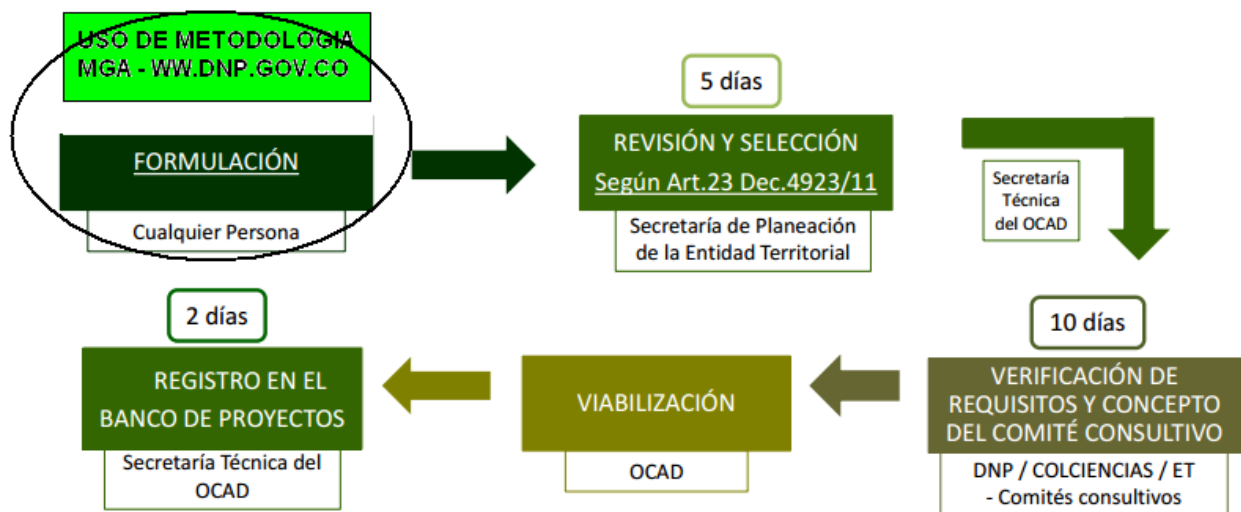 USO DE METODOLOGIA
MGA - WW.DNP.GOV.CO
FORMULACIÓN
Cualquier Persona
5 días
REVISIÓN Y SELECCIÓN
Según Art.23 Dec.4923/11
Secretaría de Planeación
de la Entidad Territorial
Secretaría
Técnica
del OCAD
10 días
VERIFICACIÓN DE
REQUISITOS Y CONCEPTO
DEL COMITÉ CONSULTIVO
DNP / COLCIENCIAS / ET
- Comités consultivos
VIABILIZACIÓN
OCAD
2 días
REGISTRO EN EL
BANCO DE PROYECTOS
Secretaría Técnica del
OCAD